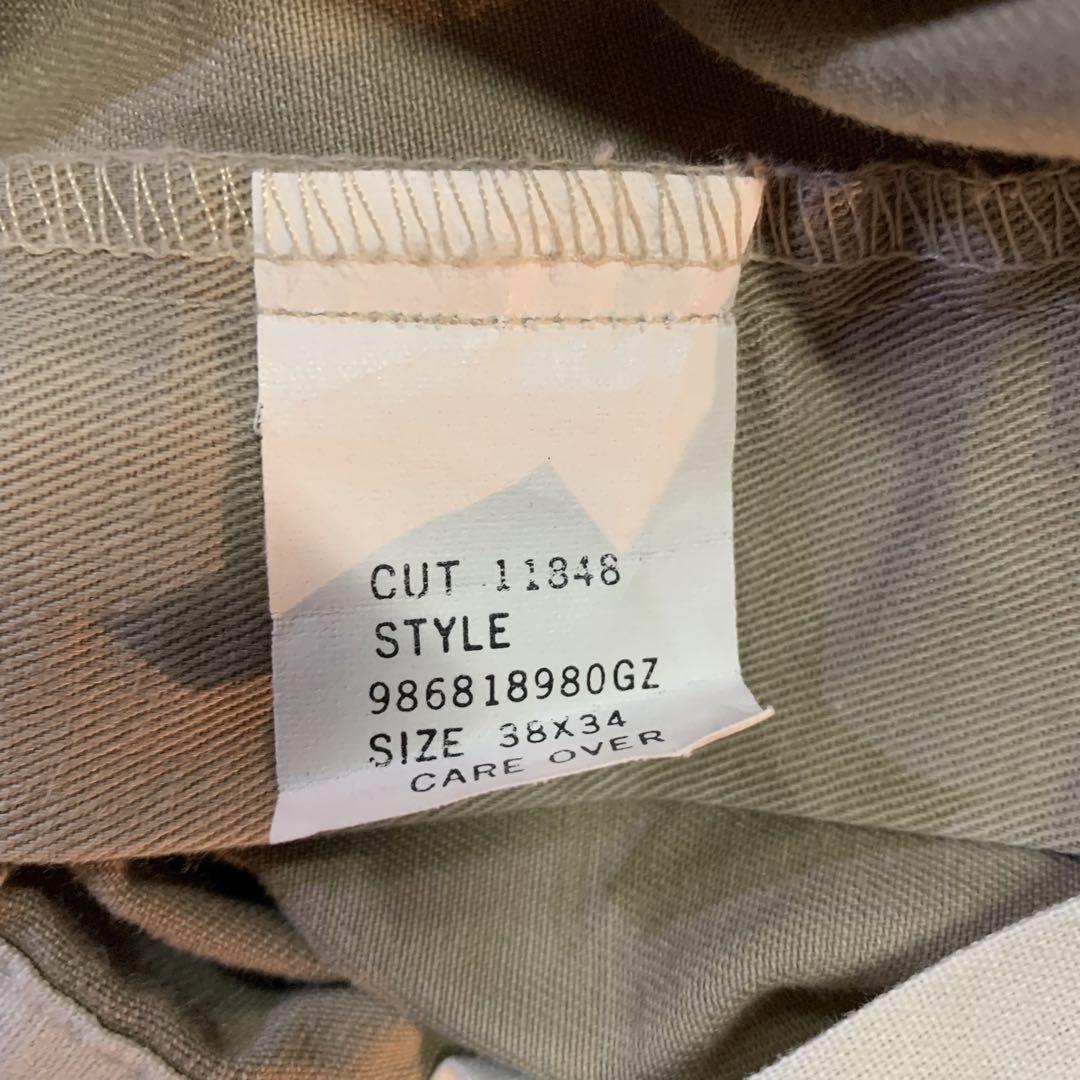 CUT 11848
STYLE
986818980GZ
SIZE 38X34
CARE OVER